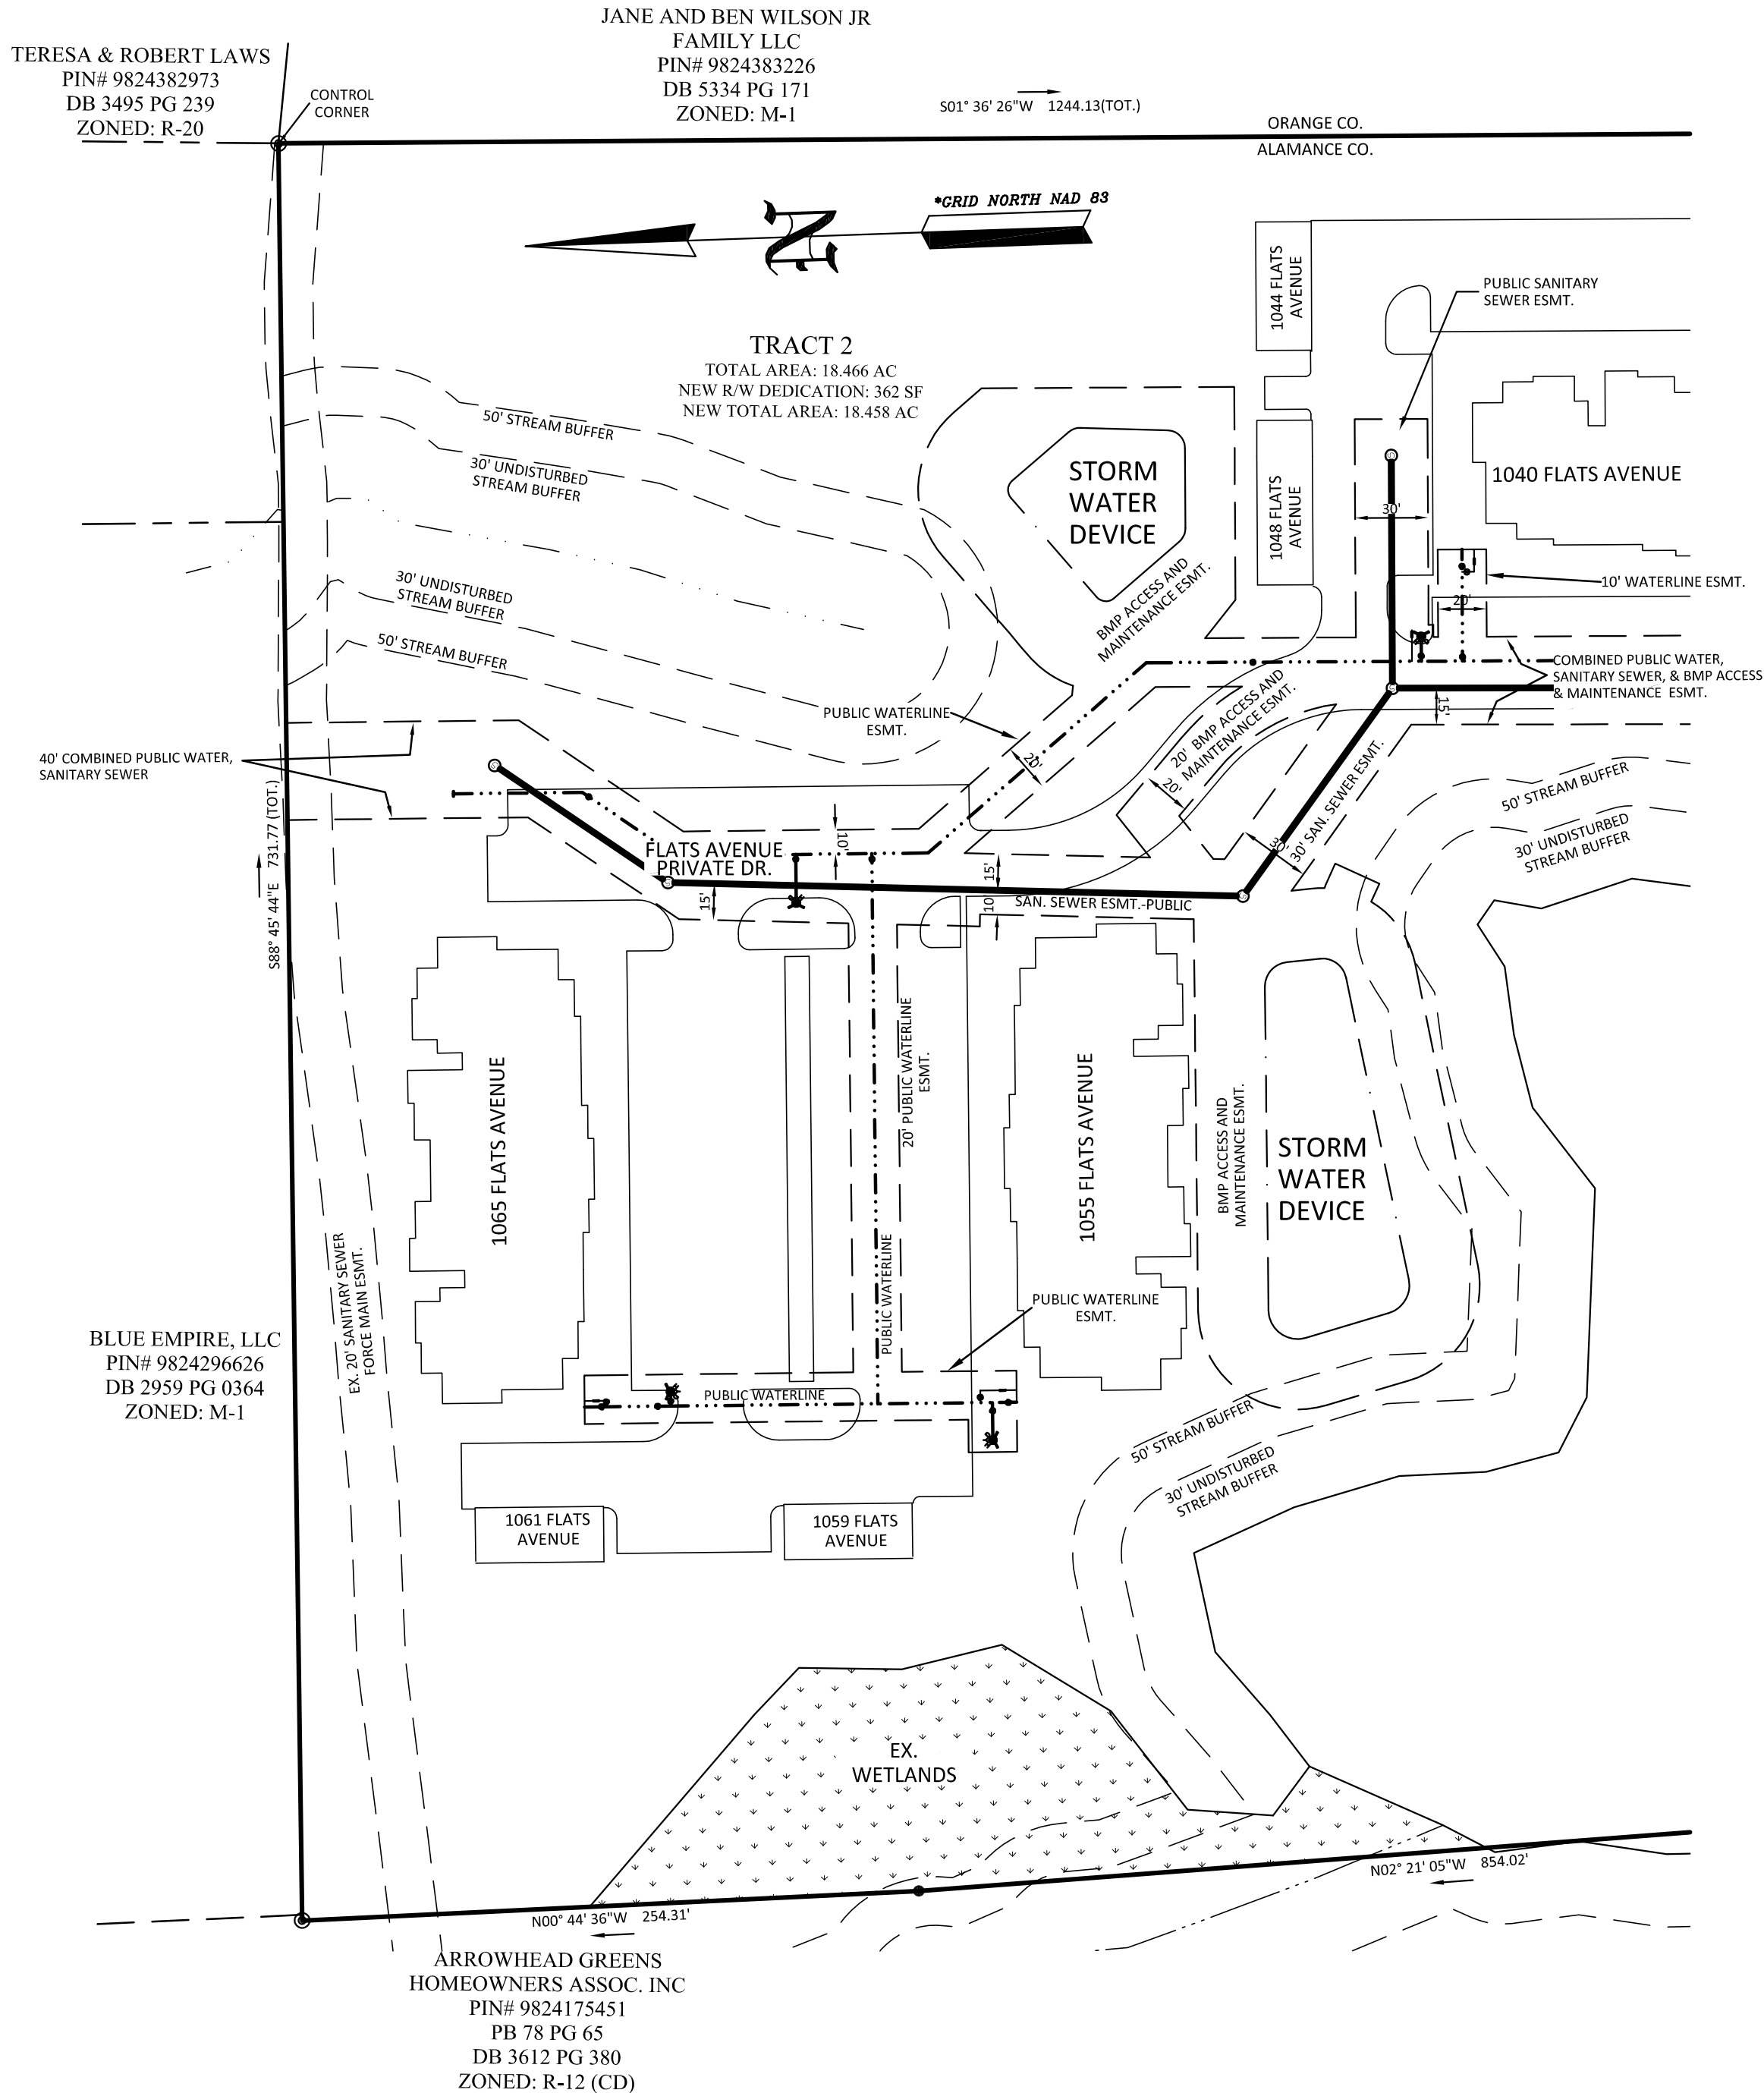 JANE AND BEN WILSON JR
FAMILY LLC
PIN# 9824383226
DB 5334 PG 171
ZONED: M-1
TERESA & ROBERT LAWS
PIN# 9824382973
DB 3495 PG 239
ZONED: R-20
CONTROL
CORNER
S01° 36' 26"W 1244.13(TOT.)
ORANGE CO.
ALAMANCE CO.
*GRID NORTH NAD 83
N
TRACT 2
TOTAL AREA: 18.466 AC
NEW R/W DEDICATION: 362 SF
NEW TOTAL AREA: 18.458 AC
1044 FLATS
AVENUE
PUBLIC SANITARY
SEWER ESMT.
50' STREAM BUFFER
30' UNDISTURBED
STREAM BUFFER
STORM
WATER
DEVICE
1048 FLATS
AVENUE
30'
1040 FLATS AVENUE
30' UNDISTURBED
STREAM BUFFER
50' STREAM BUFFER
BMP ACCESS AND
MAINTENANCE ESMT.
10' WATERLINE ESMT.
20'
COMBINED PUBLIC WATER,
SANITARY SEWER, & BMP ACCESS
& MAINTENANCE ESMT.
15'
PUBLIC WATERLINE
ESMT.
20'
20' BMP ACCESS AND
MAINTENANCE ESMT.
20'
40' COMBINED PUBLIC WATER,
SANITARY SEWER
S88° 45' 44"E 731.77 (TOT.)
30' SAN. SEWER ESMT.
30'
50' STREAM BUFFER
30' UNDISTURBED
STREAM BUFFER
FLATS AVENUE
PRIVATE DR.
10'
15'
15'
10'
SAN. SEWER ESMT.-PUBLIC
1065 FLATS AVENUE
20' PUBLIC WATERLINE
ESMT.
PUBLIC WATERLINE
1055 FLATS AVENUE
BMP ACCESS AND
MAINTENANCE ESMT.
STORM
WATER
DEVICE
EX. 20' SANITARY SEWER
FORCE MAIN ESMT.
PUBLIC WATERLINE
ESMT.
BLUE EMPIRE, LLC
PIN# 9824296626
DB 2959 PG 0364
ZONED: M-1
PUBLIC WATERLINE
50' STREAM BUFFER
30' UNDISTURBED
STREAM BUFFER
1061 FLATS
AVENUE
1059 FLATS
AVENUE
EX.
WETLANDS
N02° 21' 05"W 854.02'
N00° 44' 36"W 254.31'
ARROWHEAD GREENS
HOMEOWNERS ASSOC. INC
PIN# 9824175451
PB 78 PG 65
DB 3612 PG 380
ZONED: R-12 (CD)